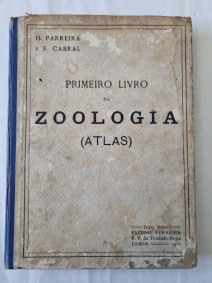 H. PARREIRA
E F. CABRAL
PRIMEIRO LIVRO
DE
ZOOLOGIA
(ATLAS)
LISBOA